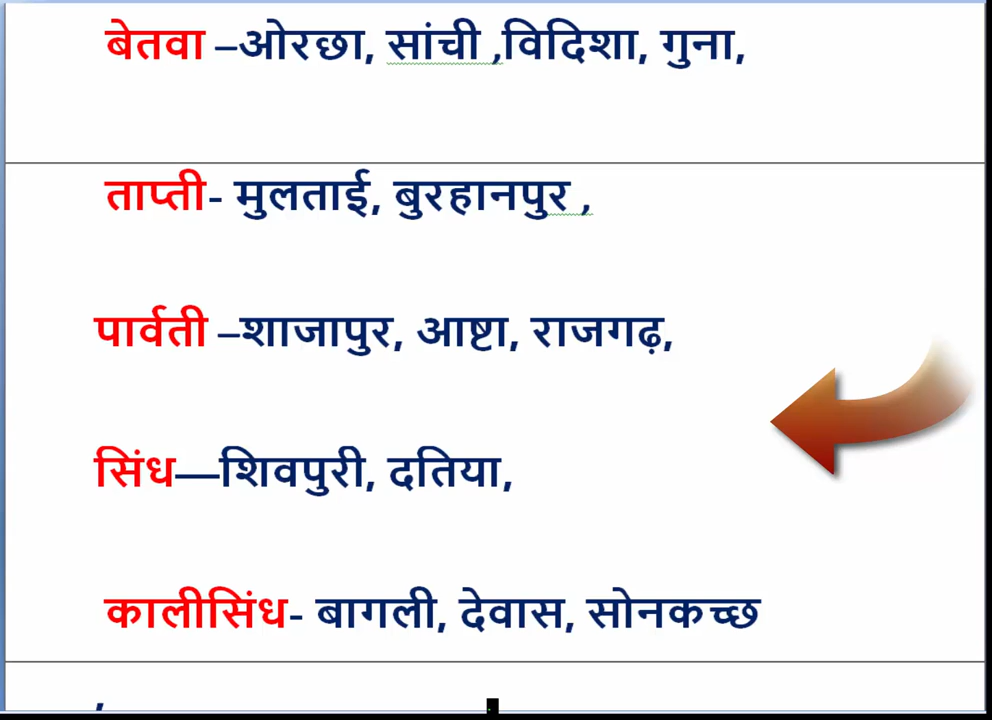 बेतवा –ओरछा, सांची ,विदिशा, गुना,
ताप्ती- मुलताई, बुरहानपुर ,
पार्वती –शाजापुर, आष्टा, राजगढ़,
सिंध—शिवपुरी, दतिया,
कालीसिंध- बागली, देवास, सोनकच्छ
,